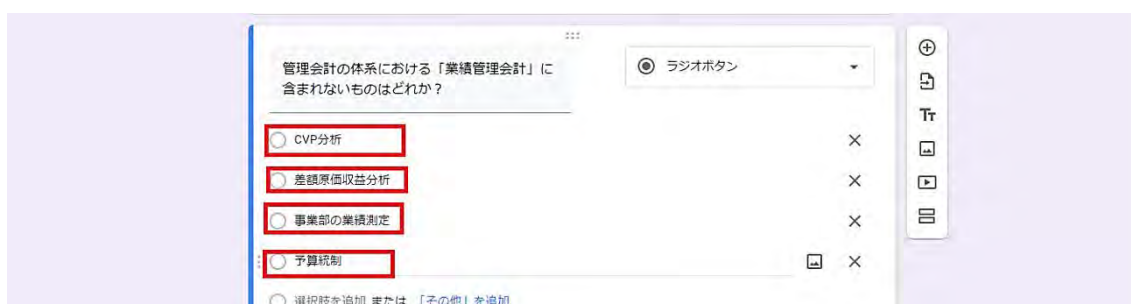 管理会計の体系における「業績管理会計」に
含まれないものはどれか？
ラジオボタン
CVP分析
差額原価収益分析
事業部の業績測定
予算統制
選択肢を追加 または 「その他」を追加
Tт